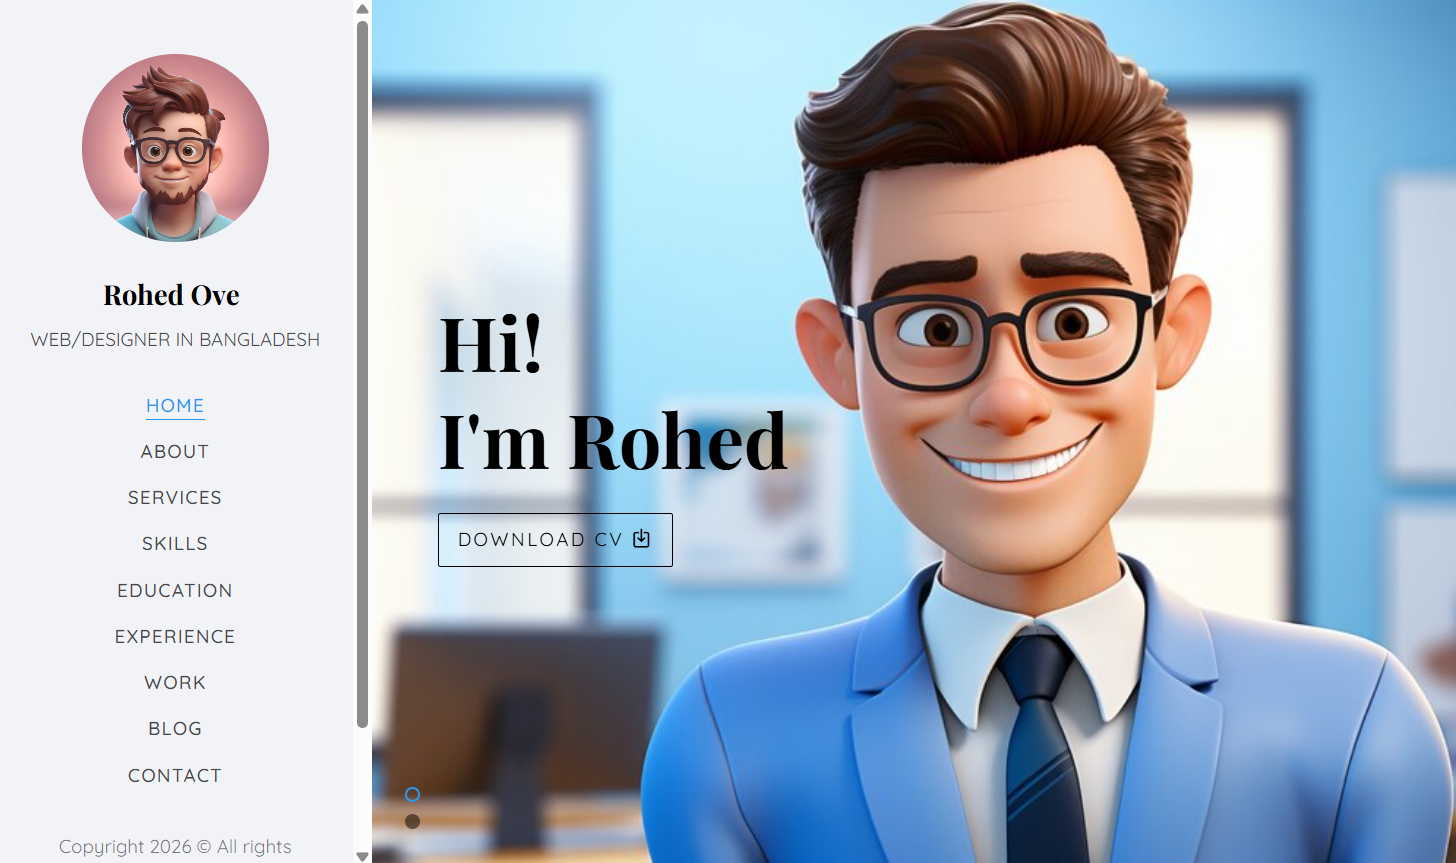 Rohed Ove
WEB/DESIGNER IN BANGLADESH
HOME
ABOUT
SERVICES
SKILLS
EDUCATION
EXPERIENCE
WORK
BLOG
CONTACT
Copyright 2026 © All rights
Hi!
I'm Rohed
DOWNLOAD CV